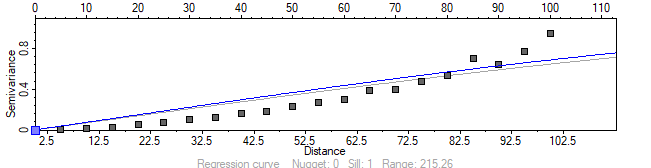 0 10 20 30 40 50 60 70 80 90 100 110
0.8
0.4
0
Semivariance
2.5 12.5 22.5 32.5 42.5 52.5 62.5 72.5 82.5 92.5 102.5
Distance
Regression curve Nugget: 0 Sill: 1 Range: 215.26